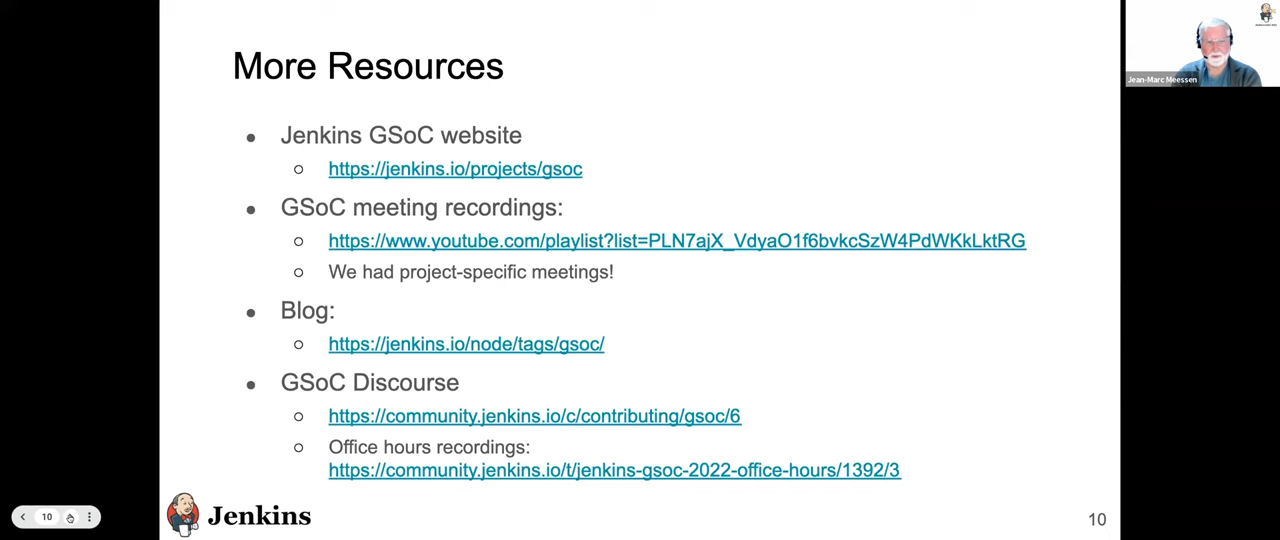 More Resources
Jenkins GSoC website
https://jenkins.io/projects/gsoc
GSoC meeting recordings:
https://www.youtube.com/playlist?list=PLN7ajX_VdyaO1f6bvkcSzW4PdWKkLktRG
We had project-specific meetings!
Blog:
https://jenkins.io/node/tags/gsoc/
GSoC Discourse
https://community.jenkins.io/c/contributing/gsoc/6
Office hours recordings:
https://community.jenkins.io/t/jenkins-gsoc-2022-office-hours/1392/3
Jenkins
10
10
Jean-Marc Meessen